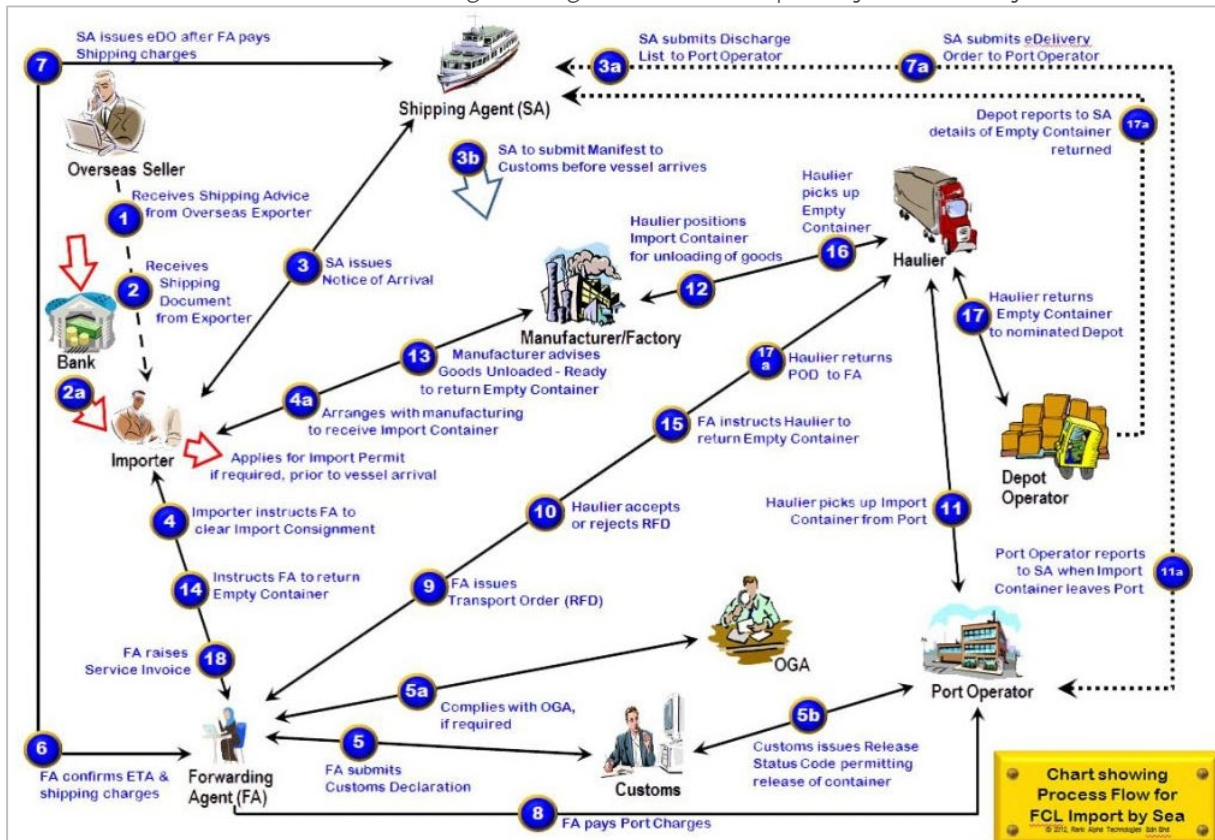 7
SA issues eDO after FA pays
Shipping charges
Shipping Agent (SA)
3a
SA submits Discharge
List to Port Operator
7a
SA submits eDelivery
Order to Port Operator
Depot reports to SA
details of Empty Container
returned
17a
Overseas Seller
3b
SA to submit Manifest to
Customs before vessel arrives
1
Receives Shipping Advice
from Overseas Exporter
2
Receives
Shipping
Document
from Exporter
3
SA issues
Notice of Arrival
Haulier
picks up
Empty
Container
16
Haulier positions
Import Container
for unloading of goods
12
Haulier
Manufacturer/Factory
17
Haulier returns
Empty Container
to nominated Depot
Bank
2a
13
Manufacturer advises
Goods Unloaded - Ready
to return Empty Container
17
a
Haulier returns
POD to FA
4a
Arranges with manufacturing
to receive Import Container
15
FA instructs Haulier to
return Empty Container
Importer
Applies for Import Permit
if required, prior to vessel arrival
Depot
Operator
4
Importer instructs FA to
clear Import Consignment
10
Haulier accepts
or rejects RFD
Haulier picks up Import
Container from Port
11
14
Instructs FA to return
Empty Container
9
FA issues
Transport Order (RFD)
Port Operator reports
to SA when Import
Container leaves Port
11a
FA raises
Service Invoice
18
OGA
Port Operator
5a
Complies with OGA,
if required
5b
Customs issues Release
Status Code permitting
release of container
6
FA confirms ETA &
shipping charges
Forwarding
Agent (FA)
5
FA submits
Customs Declaration
Customs
8
FA pays Port Charges
Chart showing
Process Flow for
FCL Import by Sea